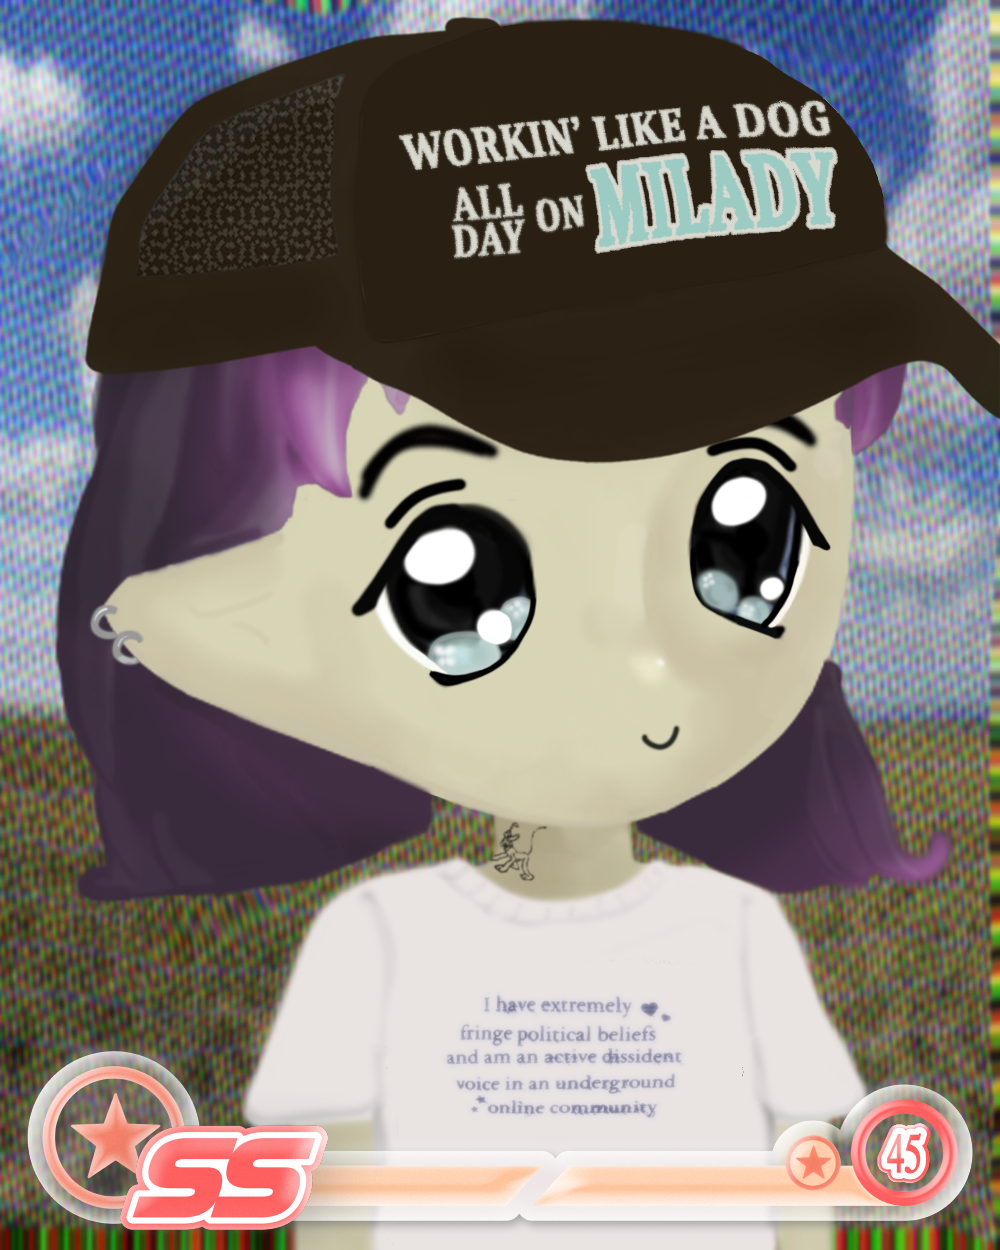 WORKIN' LIKE A DOG
ALL DAY ON MILADY
I have extremely
fringe political beliefs
and am an active dissident
voice in an underground
online community
SS
45